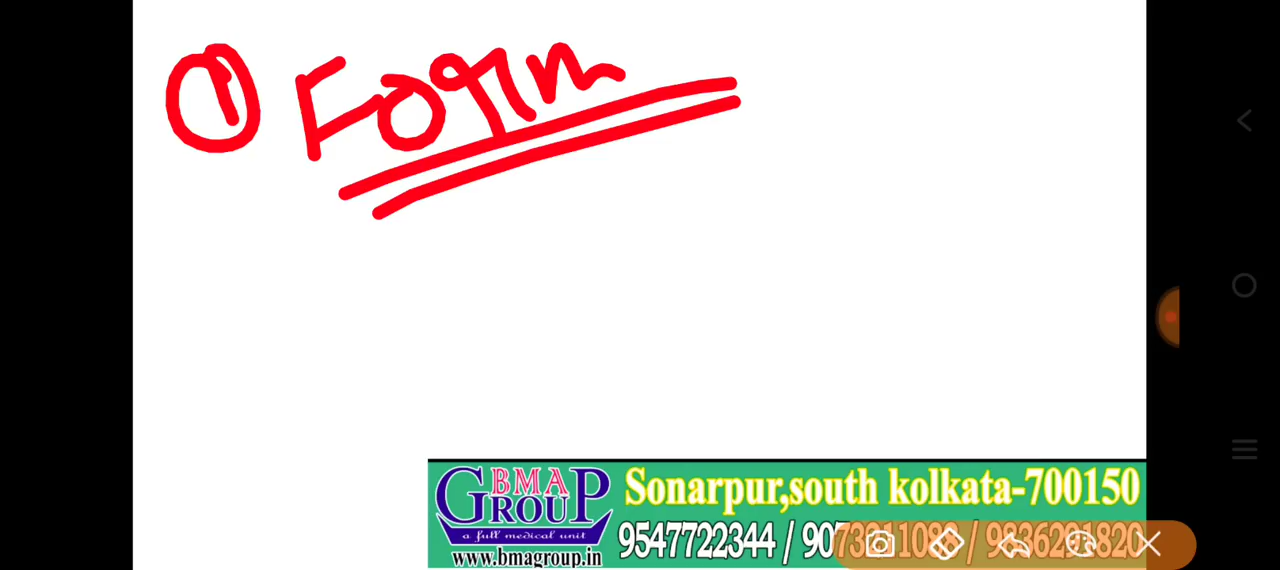 ① Form
BMA
GROUP
a full medical unit
www.bmagroup.in
Sonarpur,south kolkata-700150
9547722344 /